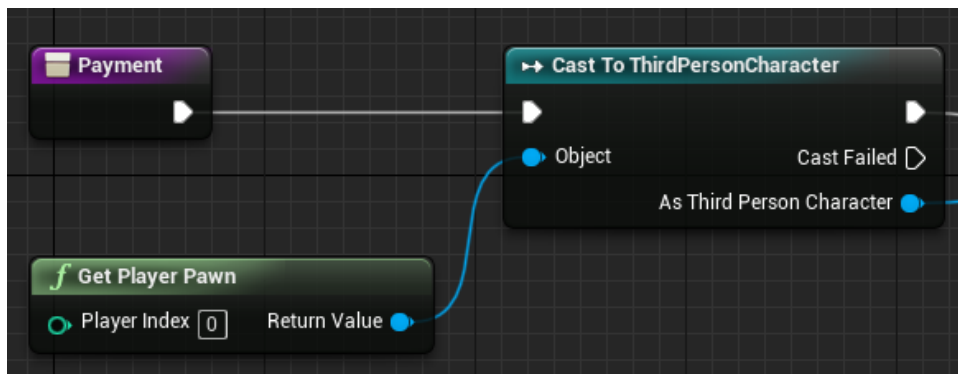 Payment
Cast To ThirdPersonCharacter
Object
Cast Failed
As Third Person Character
f Get Player Pawn
Player Index 0
Return Value